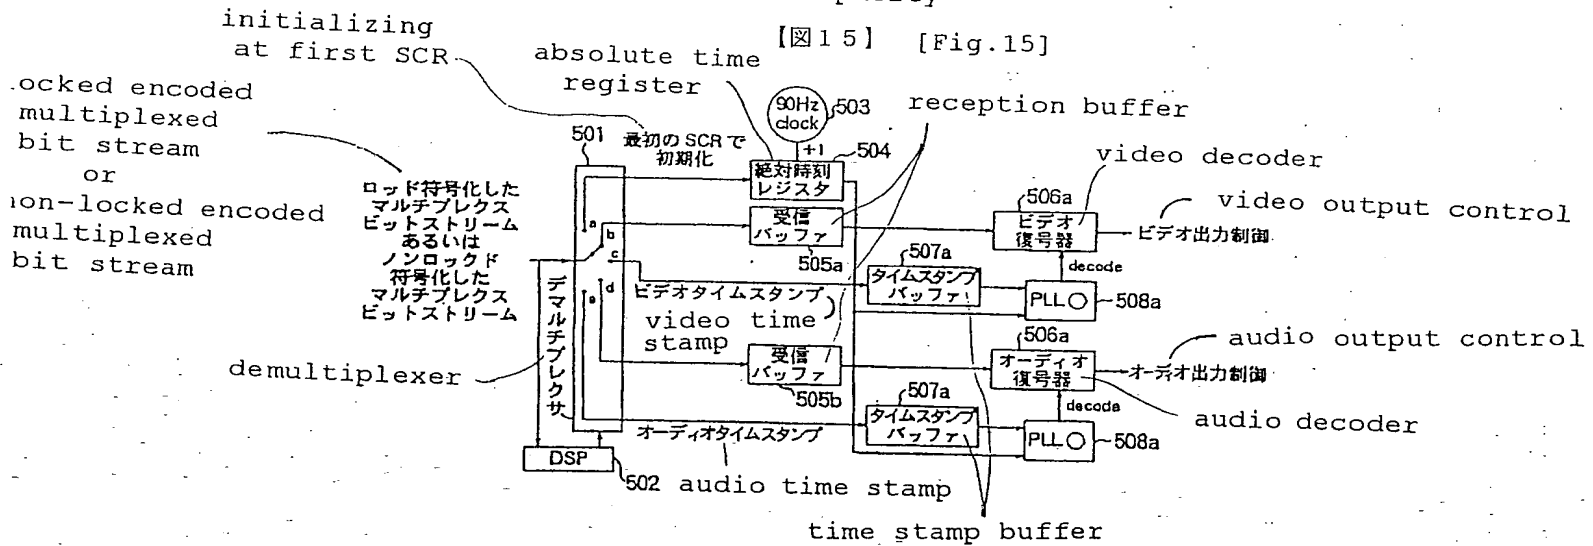 initializing
at first SCR
【図15】 [Fig.15]
absolute time
register
.ocked encoded
multiplexed
bit stream
or
non-locked encoded
multiplexed
bit stream
90Hz
clock
503
+1
reception buffer
501
最初のSCRで
初期化
504
絶対時刻
レジスタ
video decoder
ロッド符号化した
マルチプレクス
ビットストリーム
あるいは
ノンロックド
符号化した
マルチプレクス
ビットストリーム
a
b
c
d
e
受信
バッファ
505a
506a
ビデオ
復号器
video output control
ビデオ出力制御
decode
507a
タイムスタンプ
バッファ
PLL
508a
ビデオタイムスタンプ
video time
stamp
デマルチプレクサ
demultiplexer
受信
バッファ
505b
506a
オーディオ
復号器
audio output control
オーディオ出力制御
decode
audio decoder
507a
タイムスタンプ
バッファ
PLL
508a
オーディオタイムスタンプ
DSP
502
audio time stamp
time stamp buffer